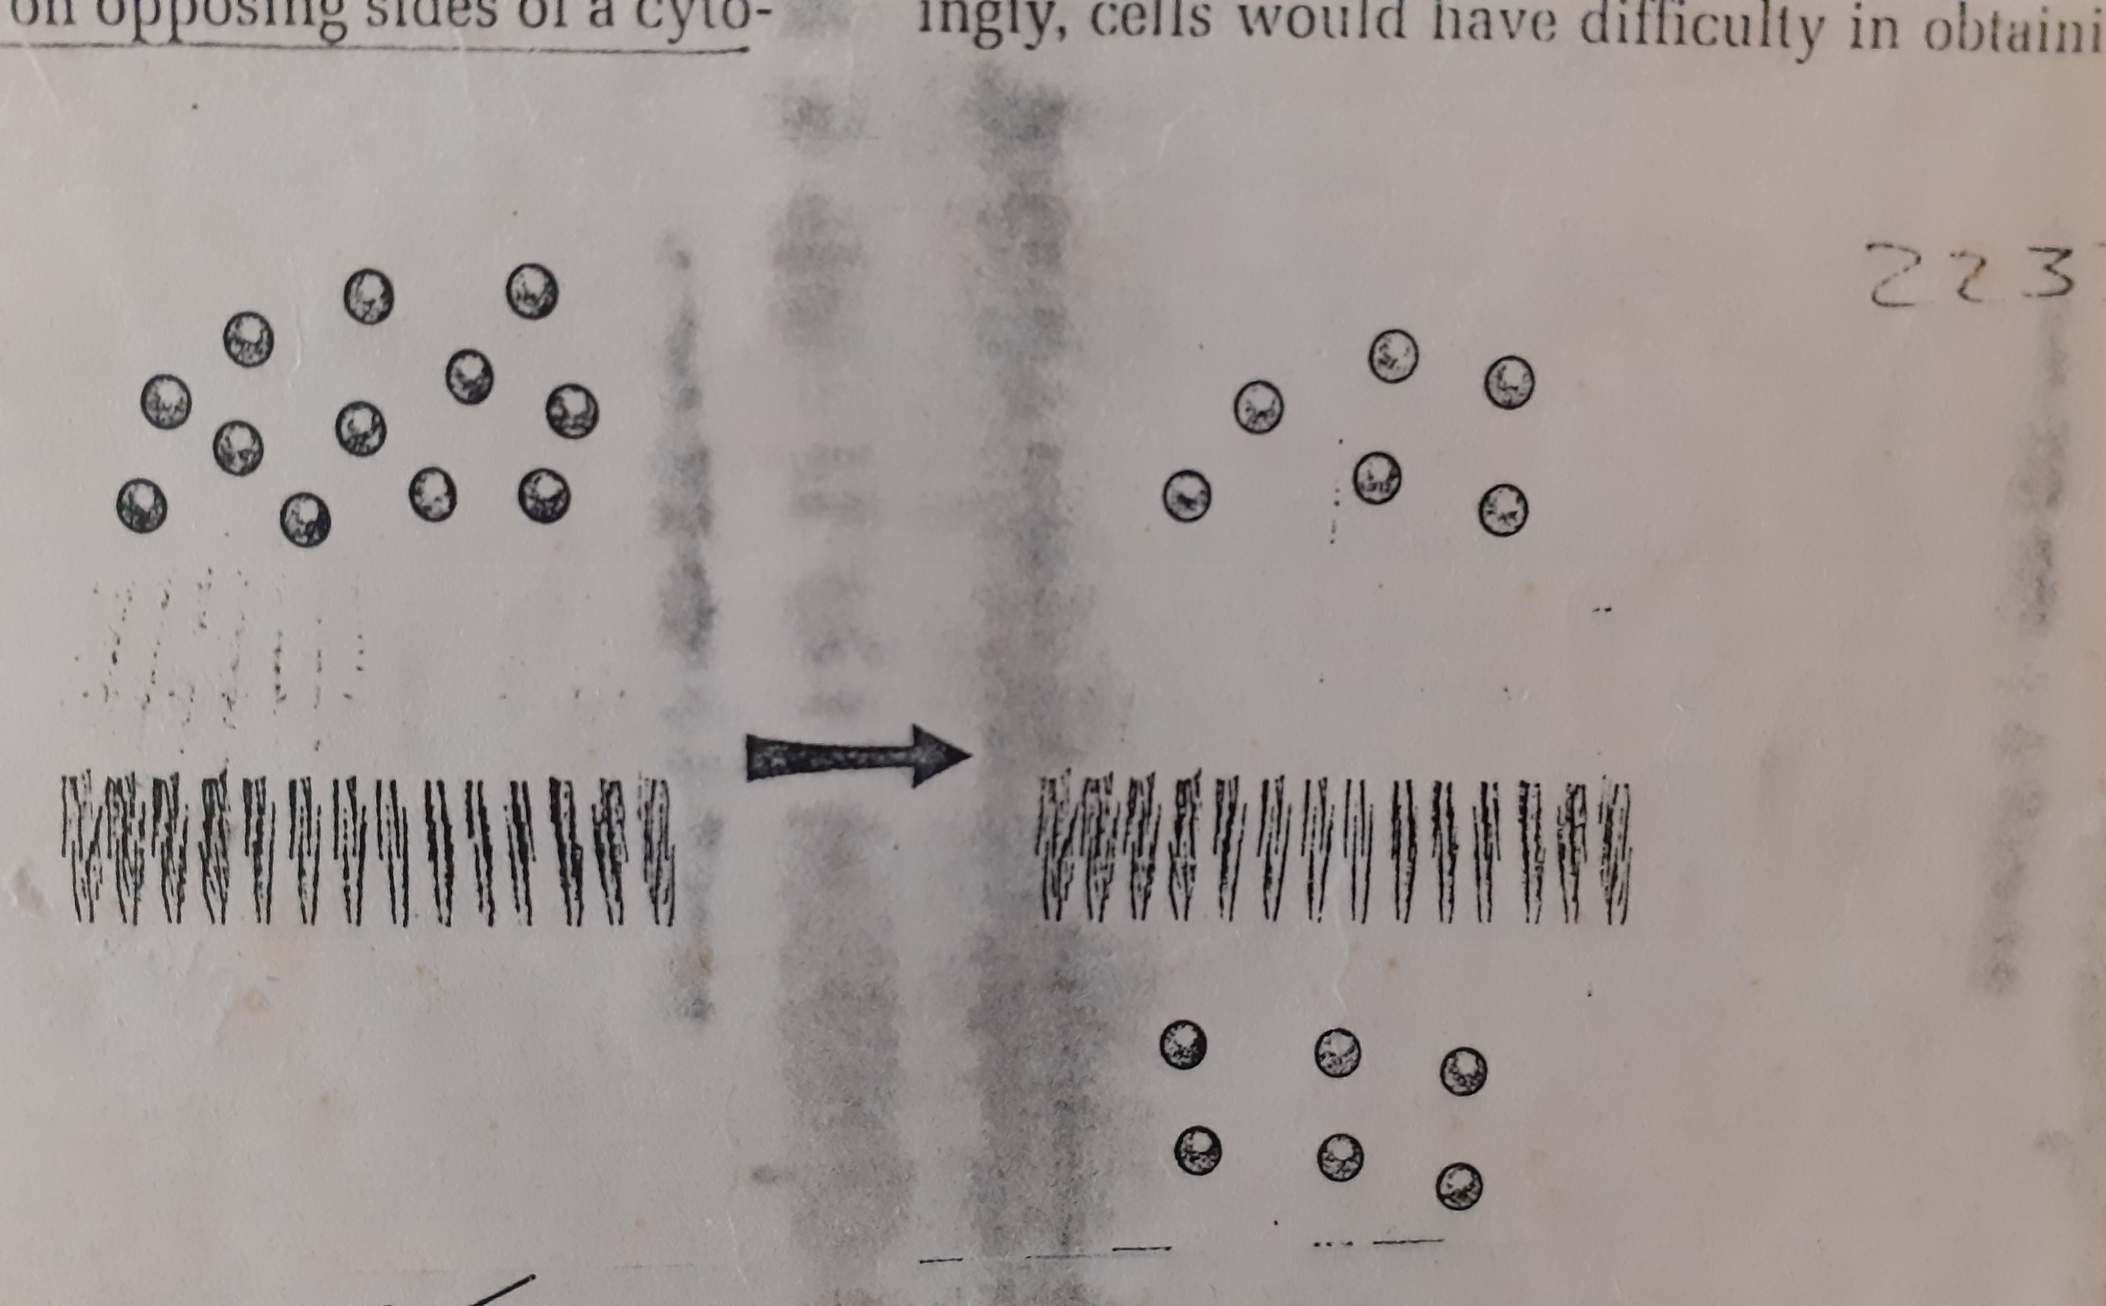 on opposing sides of a cyto-
ingly, cells would have difficulty in obtaini
223